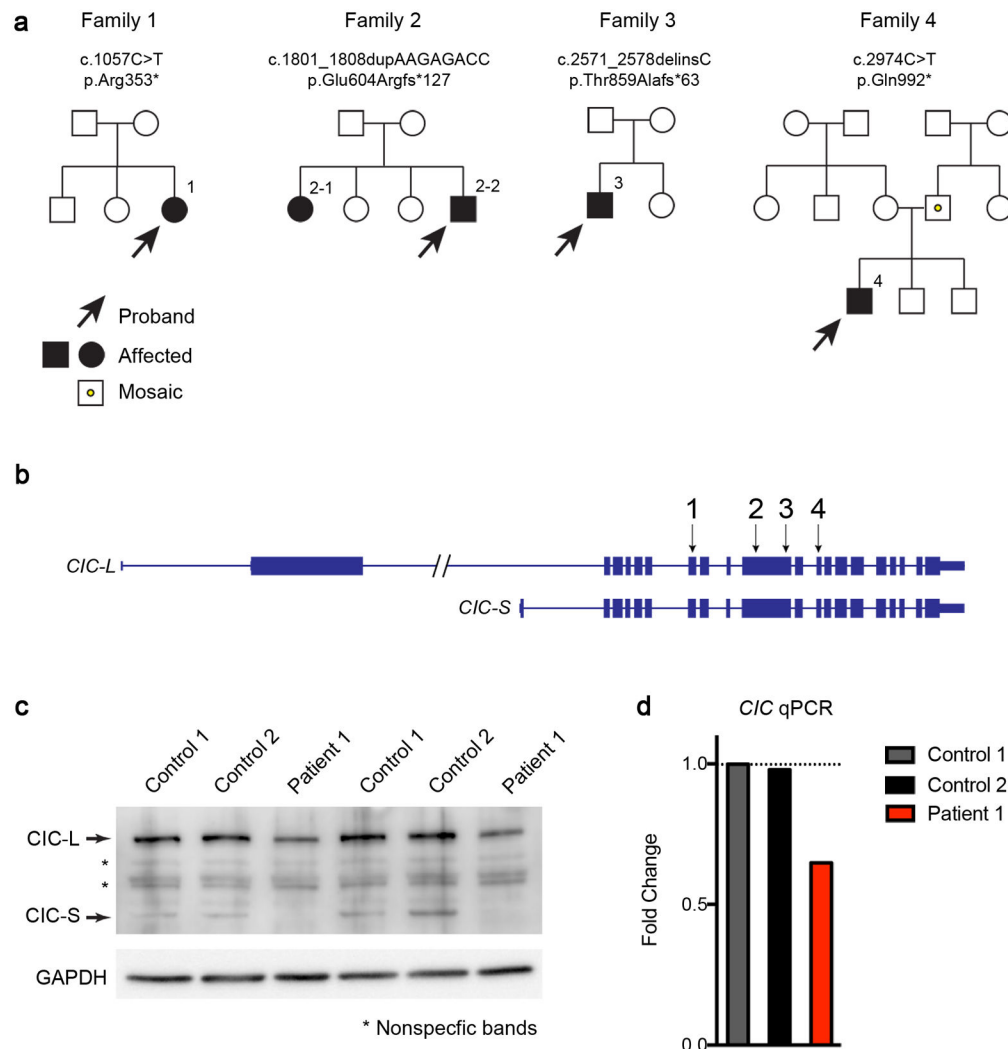 a
Family 1
c.1057C>T
p.Arg353*
1
Family 2
c.1801_1808dupAAGAGACC
p.Glu604Argfs*127
2-1
2-2
Family 3
c.2571_2578delinsC
p.Thr859Alafs*63
3
Family 4
c.2974C>T
p.Gln992*
4
Proband
Affected
Mosaic
b
1 2 3 4
CIC-L
//
CIC-S
c
Control 1 Control 2 Patient 1 Control 1 Control 2 Patient 1
CIC-L
*
*
CIC-S
GAPDH
* Nonspecfic bands
d
CIC qPCR
Fold Change
1.0
0.5
0.0
Control 1
Control 2
Patient 1